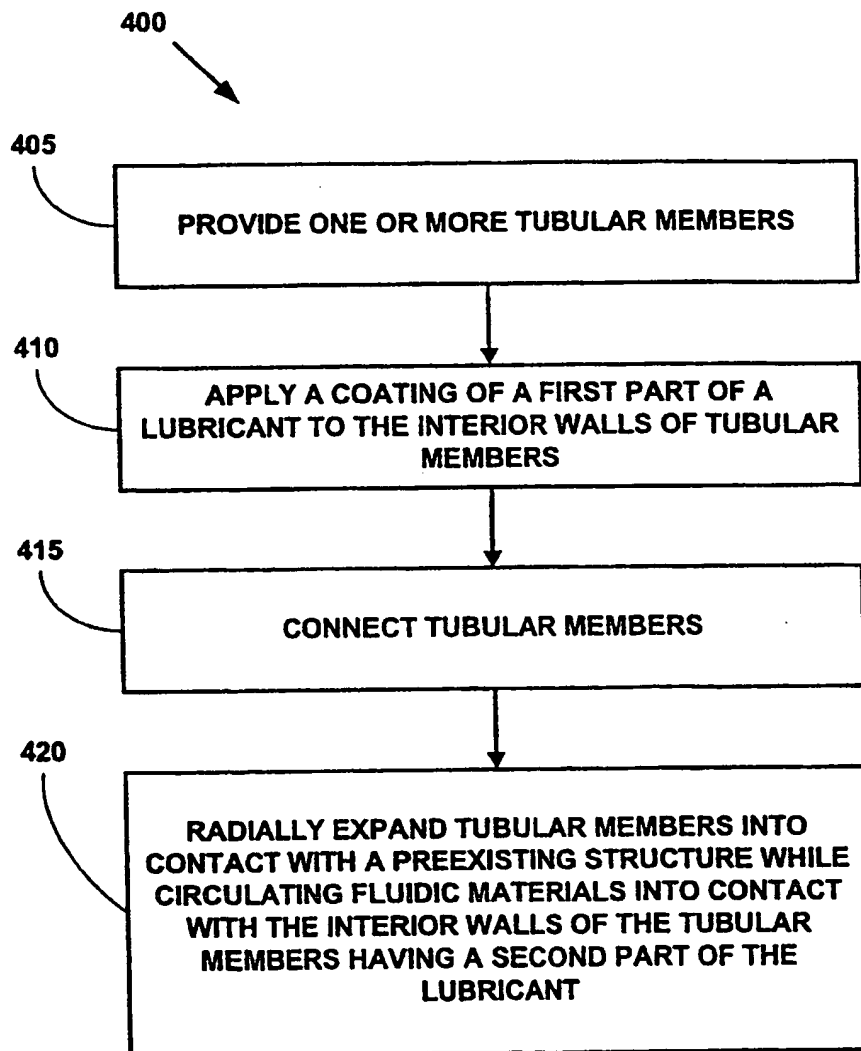 400
405
PROVIDE ONE OR MORE TUBULAR MEMBERS
410
APPLY A COATING OF A FIRST PART OF A
LUBRICANT TO THE INTERIOR WALLS OF TUBULAR
MEMBERS
415
CONNECT TUBULAR MEMBERS
420
RADIALLY EXPAND TUBULAR MEMBERS INTO
CONTACT WITH A PREEXISTING STRUCTURE WHILE
CIRCULATING FLUIDIC MATERIALS INTO CONTACT
WITH THE INTERIOR WALLS OF THE TUBULAR
MEMBERS HAVING A SECOND PART OF THE
LUBRICANT